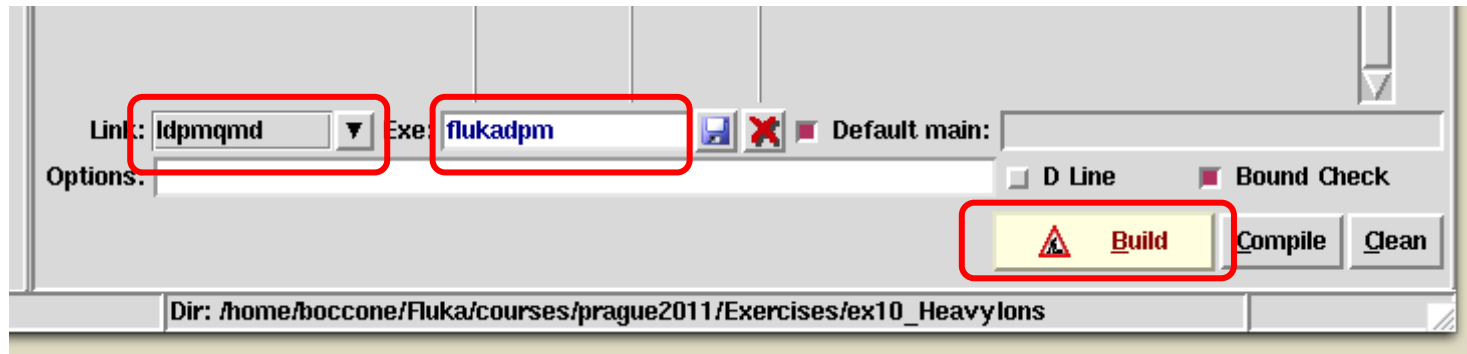 Link: ldpmqmd Exe: flukadpm Default main:
Options: D Line Bound Check
Build Compile Clean
Dir: /home/boccone/Fluka/courses/prague2011/Exercises/ex10_HeavyIons